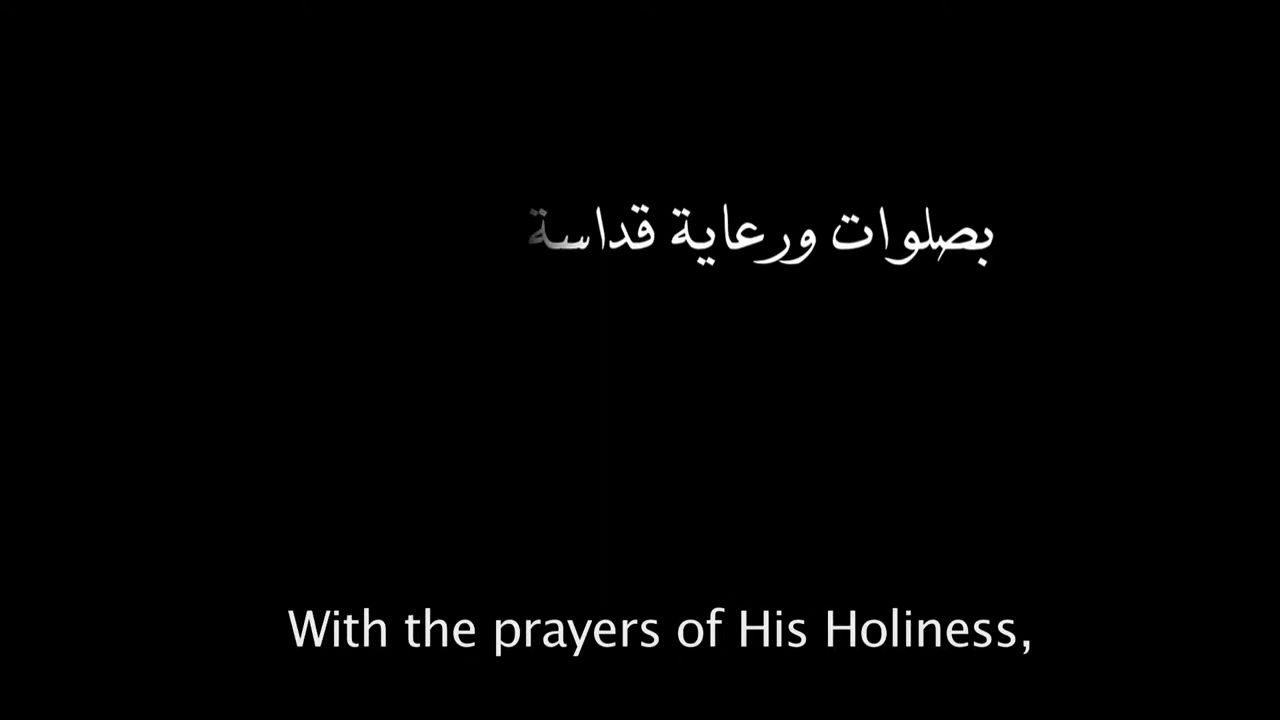 بصلوات ورعاية قداسة
With the prayers of His Holiness,